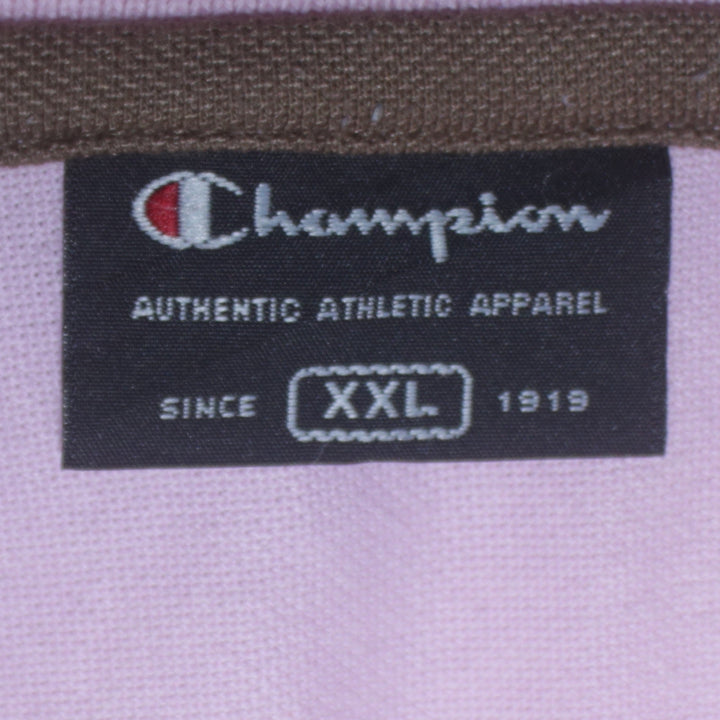 Champion
AUTHENTIC ATHLETIC APPAREL
SINCE XXL 1919